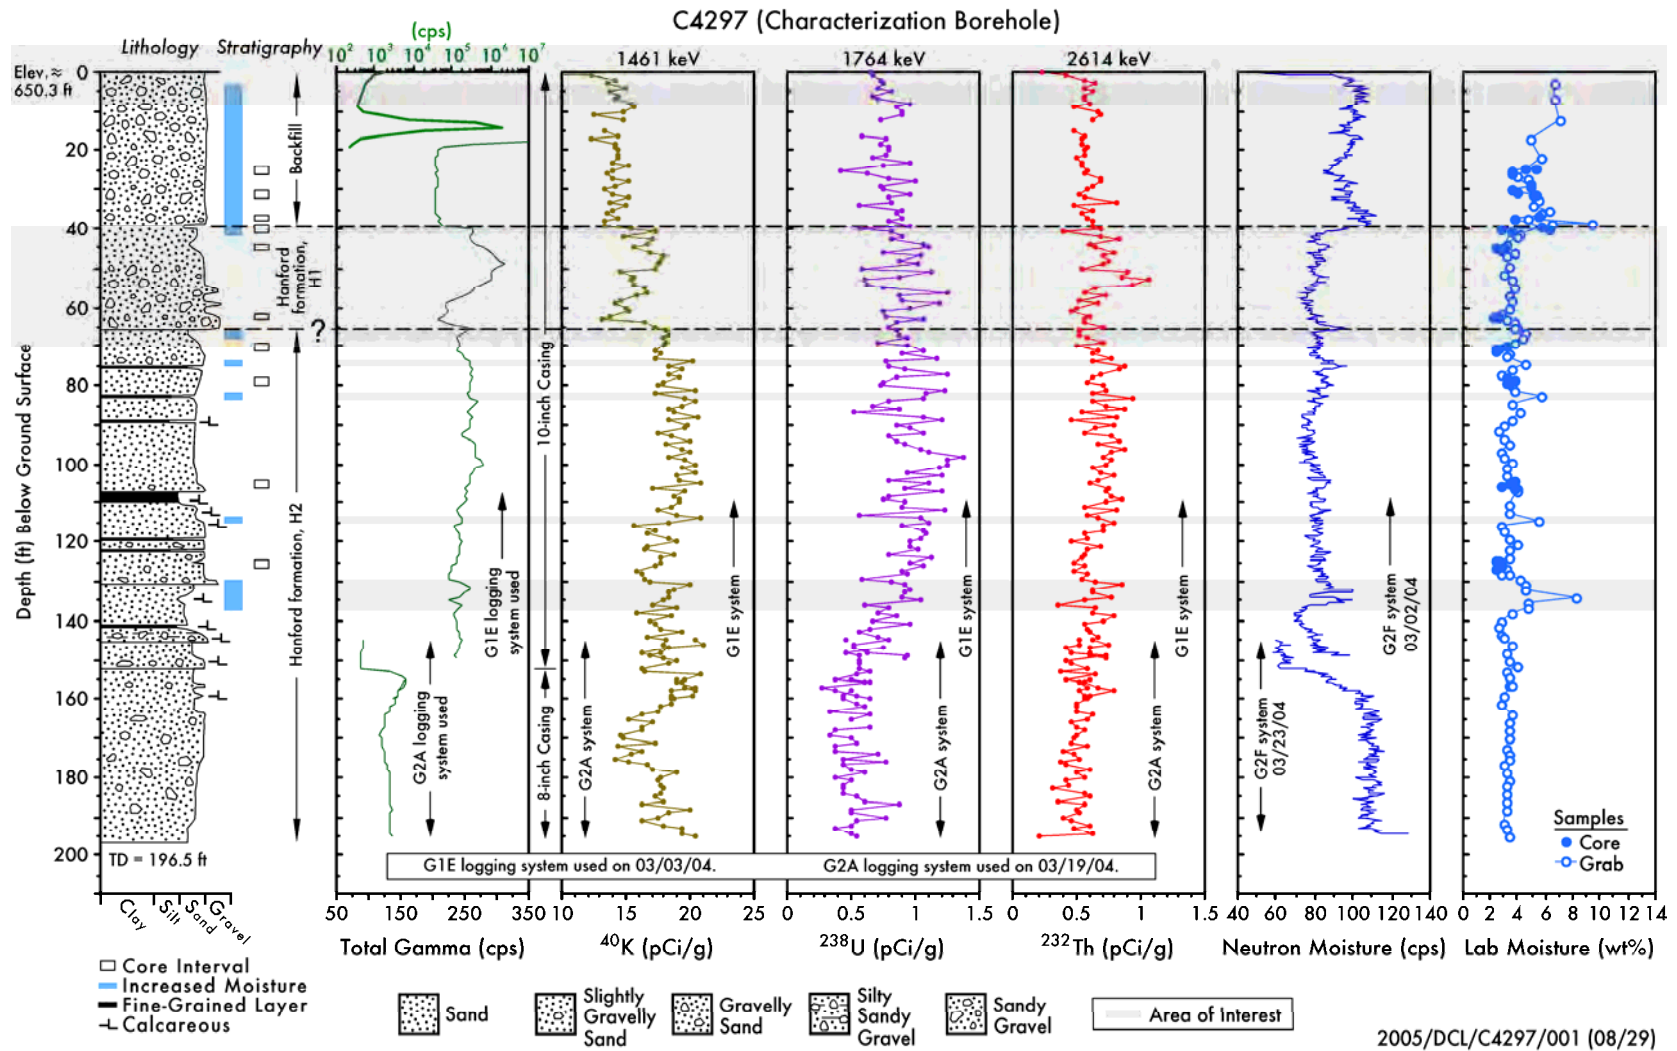 C4297 (Characterization Borehole)
Lithology Stratigraphy
(cps)
10² 10³ 10⁴ 10⁵ 10⁶ 10⁷
1461 keV
1764 keV
2614 keV
Elev. ≈
650.3 ft
Depth (ft) Below Ground Surface
0
20
40
60
80
100
120
140
160
180
200
Backfill
Hanford
formation,
H1
?
Hanford formation, H2
TD = 196.5 ft
G1E logging
system used
G2A logging
system used
10-inch Casing
8-inch Casing
G1E system
G2A system
G1E system
G2A system
G1E system
G2A system
G2F system
03/02/04
G2F system
03/23/04
Samples
Core
Grab
G1E logging system used on 03/03/04. G2A logging system used on 03/19/04.
Clay Silt Sand Gravel
50 150 250 350
10 15 20 25
0 0.5 1 1.5
0 0.5 1 1.5
40 60 80 100 120 140
0 2 4 6 8 10 12 14
Total Gamma (cps)
⁴⁰K (pCi/g)
²³⁸U (pCi/g)
²³²Th (pCi/g)
Neutron Moisture (cps)
Lab Moisture (wt%)
Core Interval
Increased Moisture
Fine-Grained Layer
Calcareous
Sand
Slightly
Gravelly
Sand
Gravelly
Sand
Silty
Sandy
Gravel
Sandy
Gravel
Area of Interest
2005/DCL/C4297/001 (08/29)